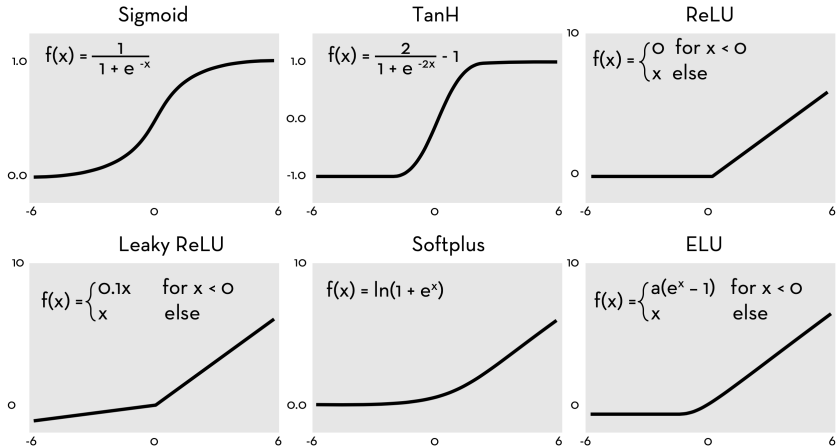 Sigmoid
f(x) = 1 / 1 + e -x
1.0
0.0
-6 0 6
TanH
f(x) = 2 / 1 + e -2x - 1
1.0
0.0
-1.0
-6 0 6
ReLU
10
f(x) = {0 for x < 0
x else
0
-6 0 6
Leaky ReLU
10
f(x) = {0.1x for x < 0
x else
0
-6 0 6
Softplus
10
f(x) = ln(1 + eˣ)
0.0
-6 0 6
ELU
10
f(x) = {a(eˣ - 1) for x < 0
x else
0
-6 0 6